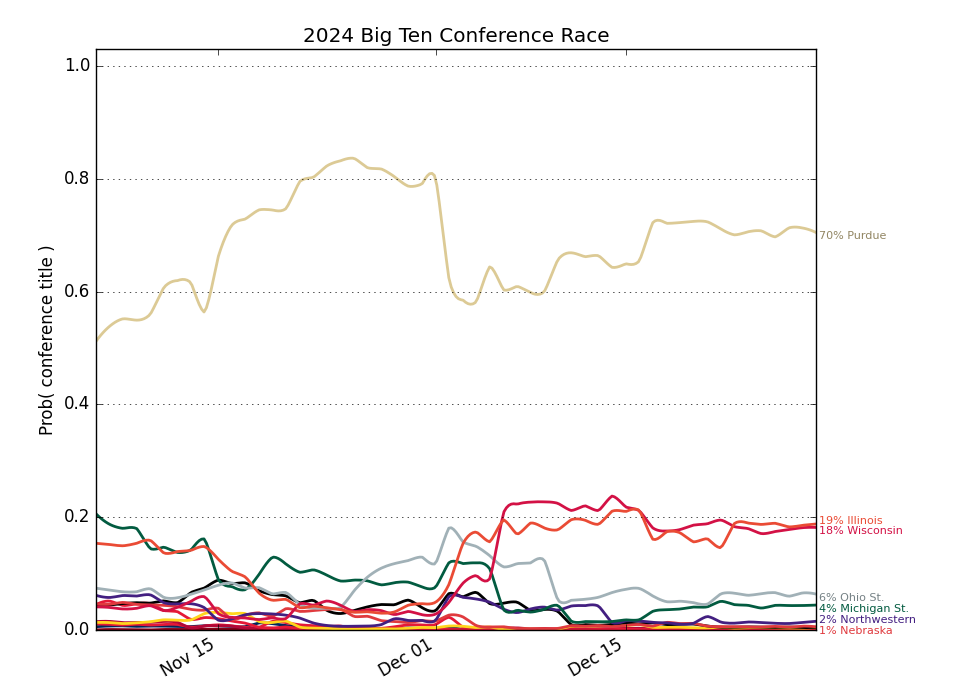 2024 Big Ten Conference Race
Prob( conference title )
1.0
0.8
0.6
0.4
0.2
0.0
Nov 15
Dec 01
Dec 15
70% Purdue
19% Illinois
18% Wisconsin
6% Ohio St.
4% Michigan St.
2% Northwestern
1% Nebraska